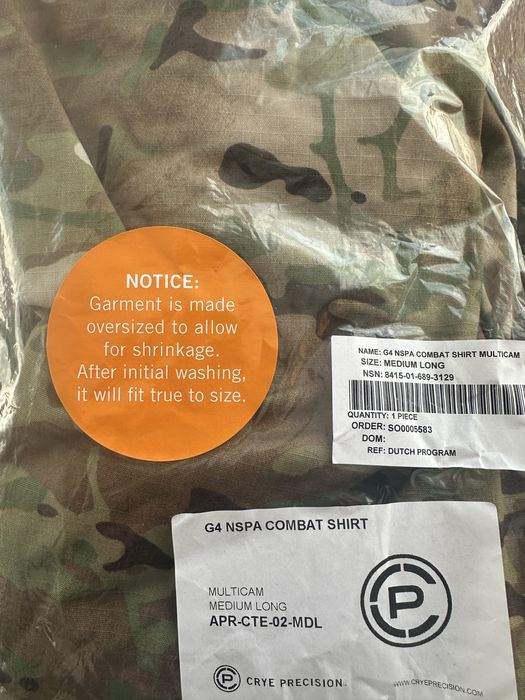 NOTICE:
Garment is made
oversized to allow
for shrinkage.
After initial washing,
it will fit true to size.
NAME: G4 NSPA COMBAT SHIRT MULTICAM
SIZE: MEDIUM LONG
NSN: 8415-01-689-3129
QUANTITY: 1 PIECE
ORDER: SO0005583
DOM:
REF: DUTCH PROGRAM
G4 NSPA COMBAT SHIRT
MULTICAM
MEDIUM LONG
APR-CTE-02-MDL
P
P CRYE PRECISION
WWW.CRYEPRECISION.COM